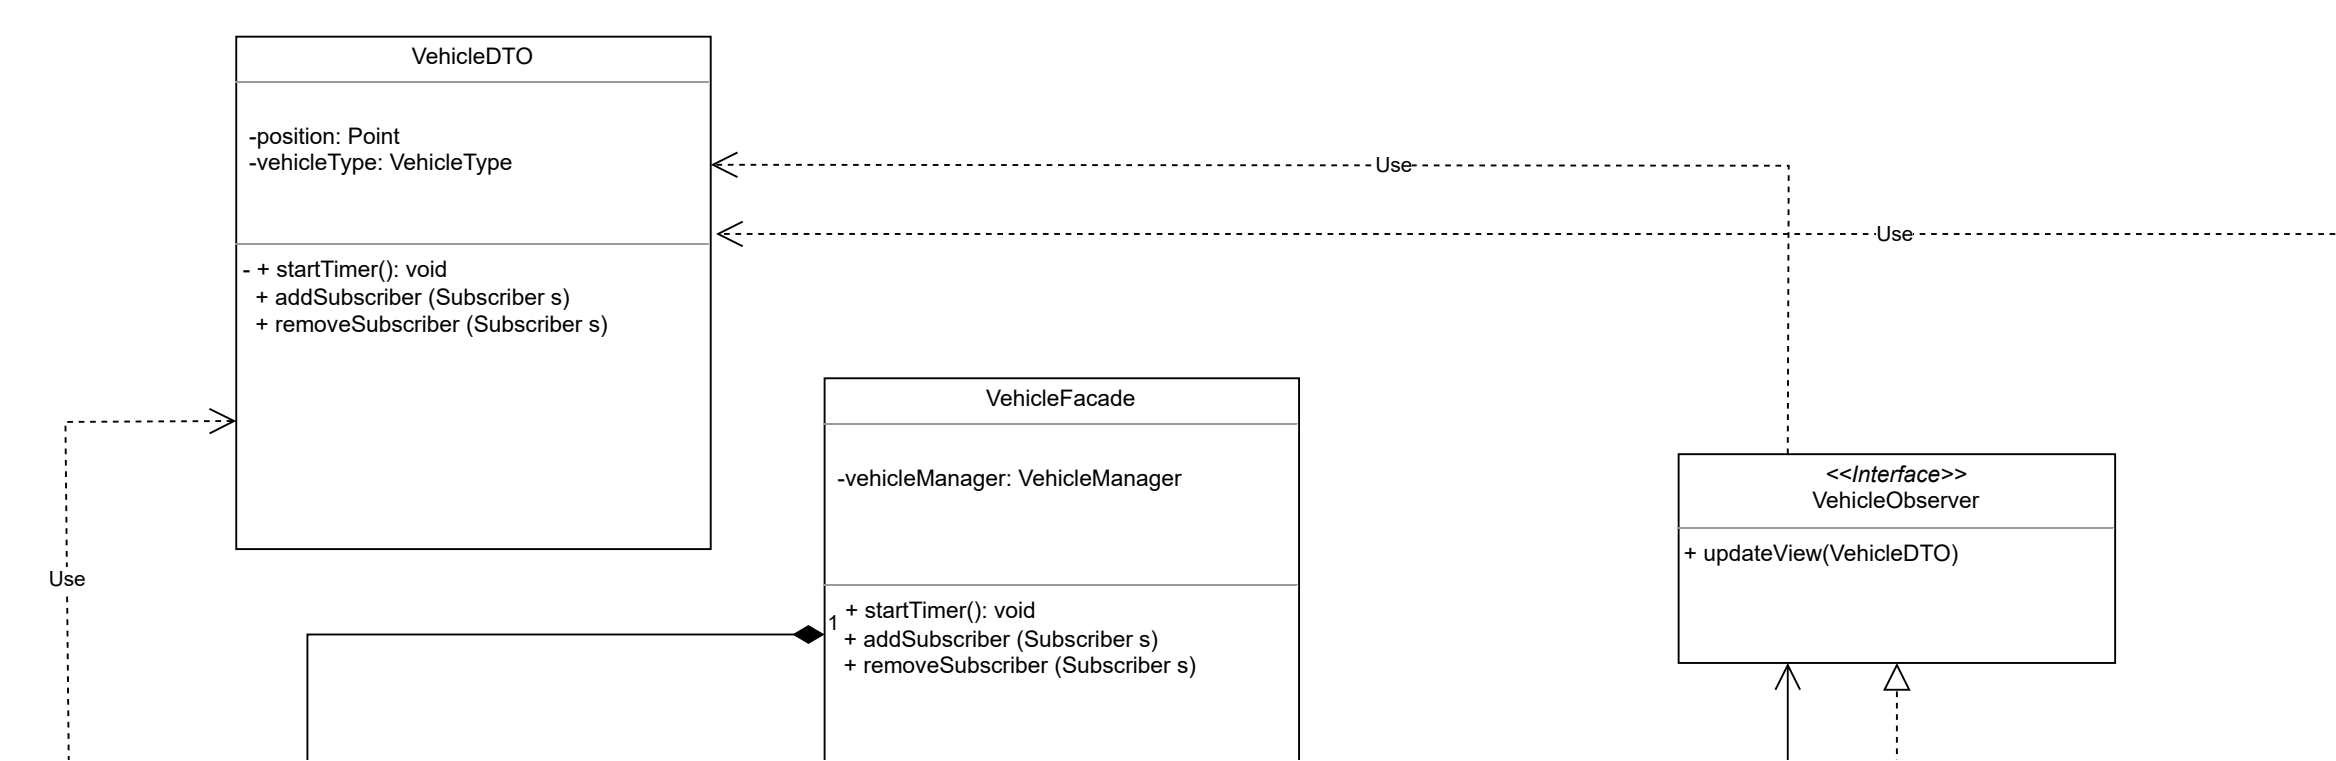 VehicleDTO
-position: Point
-vehicleType: VehicleType
Use
Use
- + startTimer(): void
+ addSubscriber (Subscriber s)
+ removeSubscriber (Subscriber s)
VehicleFacade
-vehicleManager: VehicleManager
<<Interface>>
VehicleObserver
+ updateView(VehicleDTO)
Use
1
+ startTimer(): void
+ addSubscriber (Subscriber s)
+ removeSubscriber (Subscriber s)